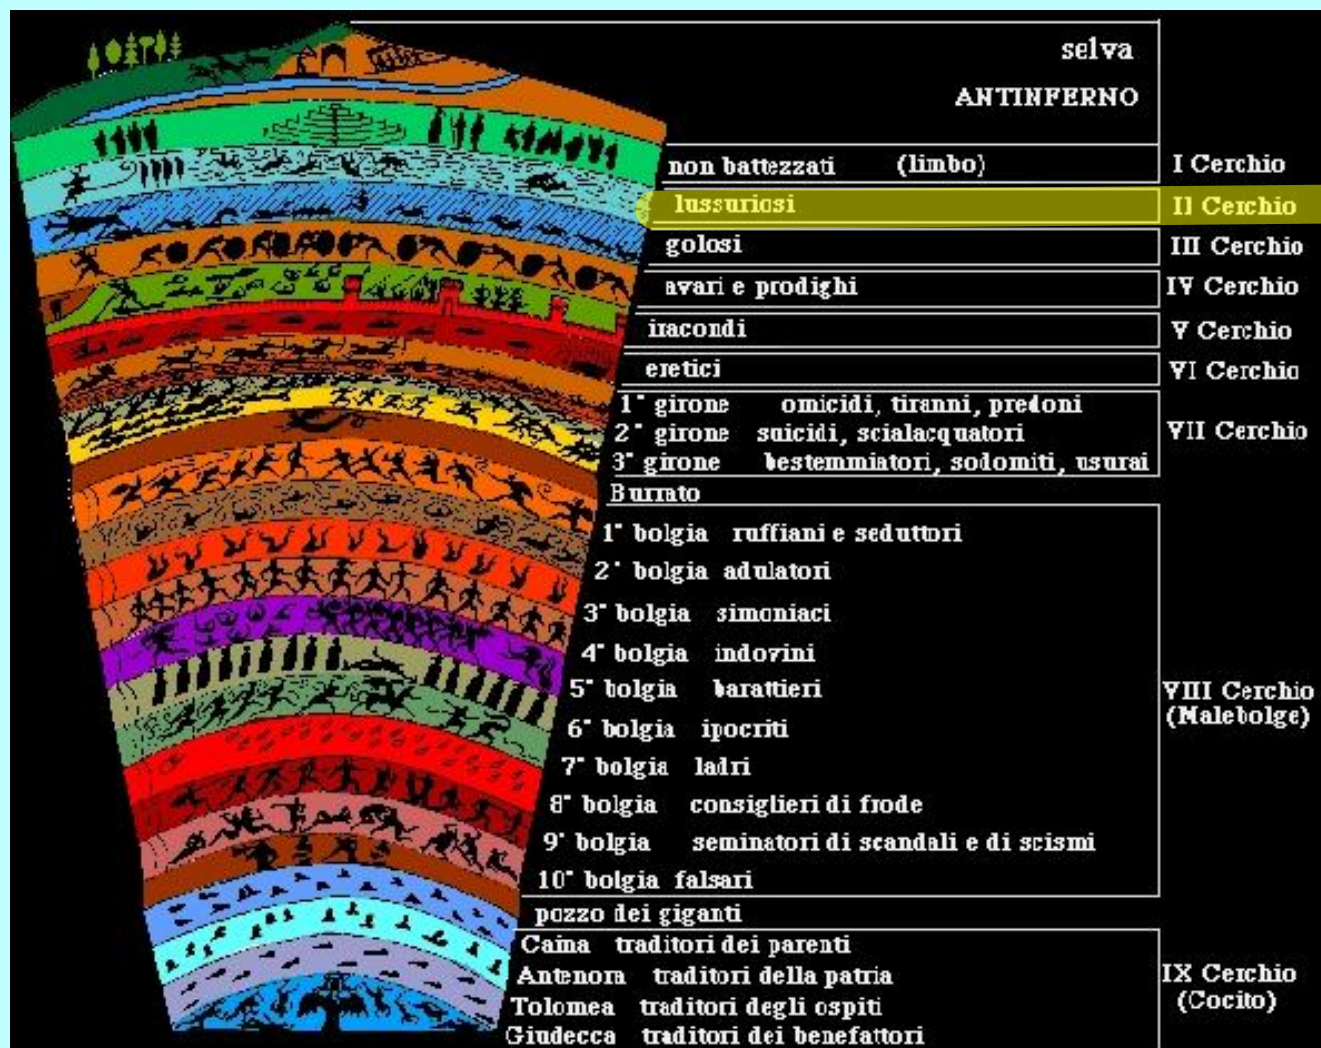 selva
ANTINFERNO
non battezzati (limbo) I Cerchio
lussuriosi II Cerchio
golosi III Cerchio
avari e prodighi IV Cerchio
iracondi V Cerchio
eretici VI Cerchio
1° girone omicidi, tiranni, predoni
2° girone suicidi, scialacquatori VII Cerchio
3° girone bestemmiatori, sodomiti, usurai
Burrato
1° bolgia ruffiani e seduttori
2° bolgia adulatori
3° bolgia simoniaci
4° bolgia indovini
5° bolgia barattieri VIII Cerchio
(Malebolge)
6° bolgia ipocriti
7° bolgia ladri
8° bolgia consiglieri di frode
9° bolgia seminatori di scandali e di scismi
10° bolgia falsari
pozzo dei giganti
Caina traditori dei parenti
Antenora traditori della patria IX Cerchio
(Cocito)
Tolomea traditori degli ospiti
Giudecca traditori dei benefattori